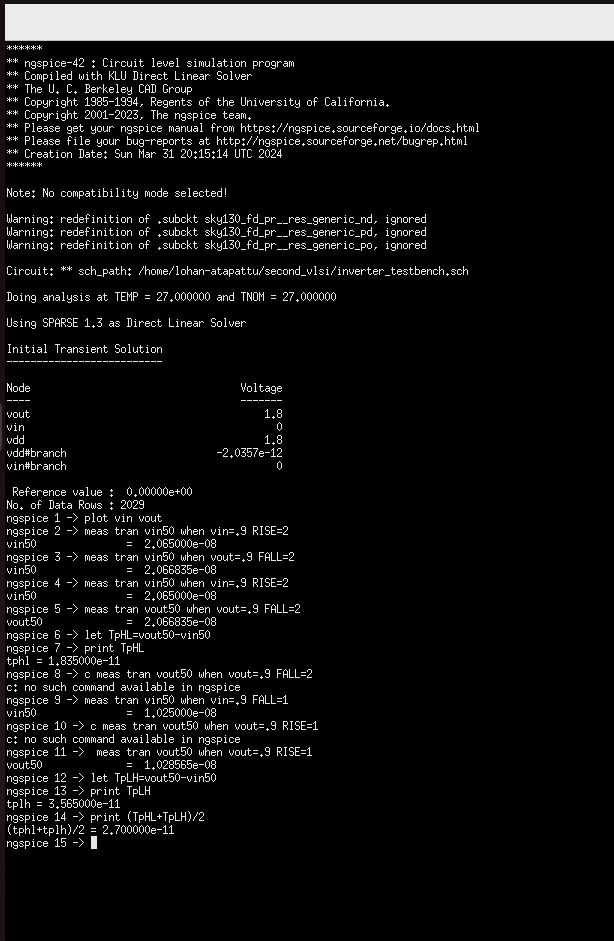 ******
** ngspice-42 : Circuit level simulation program
** Compiled with KLU Direct Linear Solver
** The U. C. Berkeley CAD Group
** Copyright 1985-1994, Regents of the University of California.
** Copyright 2001-2023, The ngspice team.
** Please get your ngspice manual from https://ngspice.sourceforge.io/docs.html
** Please file your bug-reports at http://ngspice.sourceforge.net/bugrep.html
** Creation Date: Sun Mar 31 20:15:14 UTC 2024
******
Note: No compatibility mode selected!
Warning: redefinition of .subckt sky130_fd_pr__res_generic_nd, ignored
Warning: redefinition of .subckt sky130_fd_pr__res_generic_pd, ignored
Warning: redefinition of .subckt sky130_fd_pr__res_generic_po, ignored
Circuit: ** sch_path: /home/lohan-atapattu/second_vlsi/inverter_testbench.sch
Doing analysis at TEMP = 27.000000 and TNOM = 27.000000
Using SPARSE 1.3 as Direct Linear Solver
Initial Transient Solution
--------------------------
Node                                   Voltage
----                                   -------
vout                                       1.8
vin                                          0
vdd                                        1.8
vdd#branch                         -2.0357e-12
vin#branch                                   0
Reference value :  0.00000e+00
No. of Data Rows : 2029
ngspice 1 -> plot vin vout
ngspice 2 -> meas tran vin50 when vin=.9 RISE=2
vin50               =  2.065000e-08
ngspice 3 -> meas tran vin50 when vout=.9 FALL=2
vin50               =  2.066835e-08
ngspice 4 -> meas tran vin50 when vin=.9 RISE=2
vin50               =  2.065000e-08
ngspice 5 -> meas tran vout50 when vout=.9 FALL=2
vout50              =  2.066835e-08
ngspice 6 -> let TpHL=vout50-vin50
ngspice 7 -> print TpHL
tphl = 1.835000e-11
ngspice 8 -> c meas tran vout50 when vout=.9 FALL=2
c: no such command available in ngspice
ngspice 9 -> meas tran vin50 when vin=.9 FALL=1
vin50               =  1.025000e-08
ngspice 10 -> c meas tran vout50 when vout=.9 RISE=1
c: no such command available in ngspice
ngspice 11 ->  meas tran vout50 when vout=.9 RISE=1
vout50              =  1.028565e-08
ngspice 12 -> let TpLH=vout50-vin50
ngspice 13 -> print TpLH
tplh = 3.565000e-11
ngspice 14 -> print (TpHL+TpLH)/2
(tphl+tplh)/2 = 2.700000e-11
ngspice 15 ->